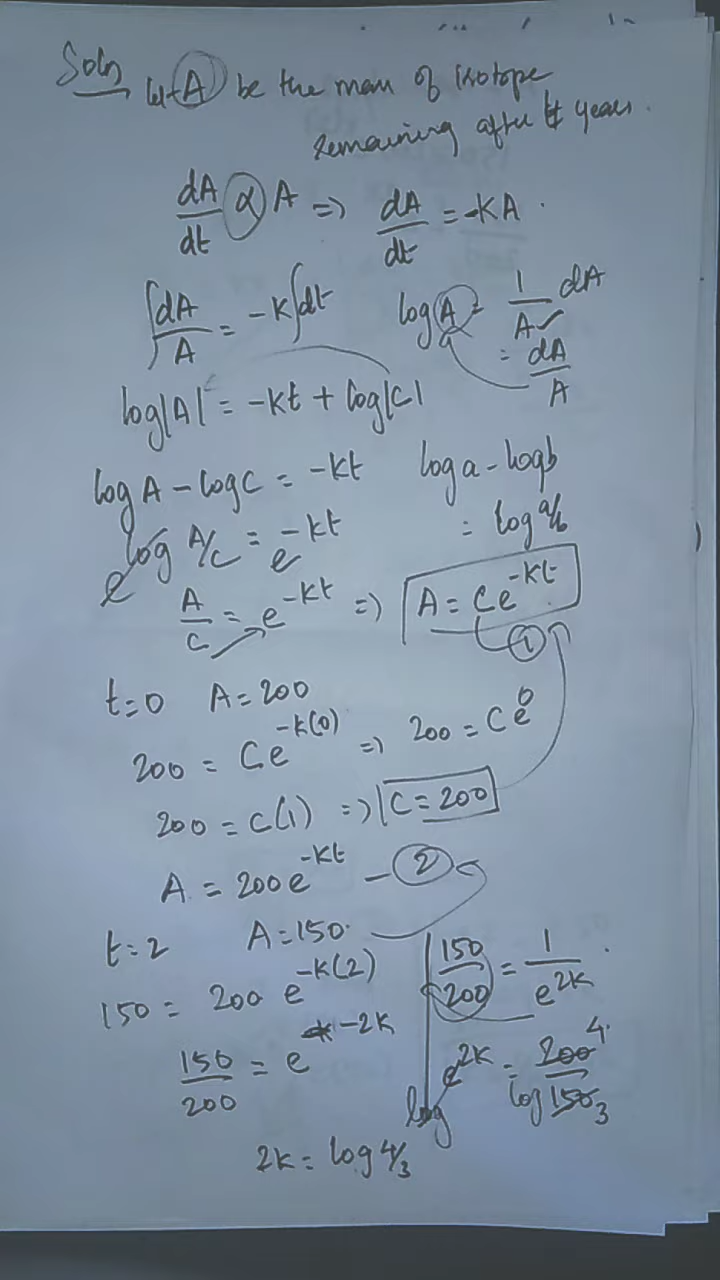 Soln Let A be the mass of isotope
remaining after t years.
dA/dt ∝ A => dA/dt = -KA.
∫dA/A = -K∫dt
log A = 1/A dA
= dA/A
log|A| = -Kt + log|C|
log A - log C = -Kt
log a - log b
= log a/b
e^log A/C = e^-Kt
A/C = e^-Kt => A = Ce^-Kt
①
t=0 A=200
200 = Ce^-K(0) => 200 = Ce^0
200 = C(1) => C = 200
A = 200e^-Kt - ②
t=2 A=150.
150 = 200 e^-K(2)
150/200 = e^-2K
150/200 = 1/e^2K.
log e^2K = log 200 4/150 3
2K = log 4/3